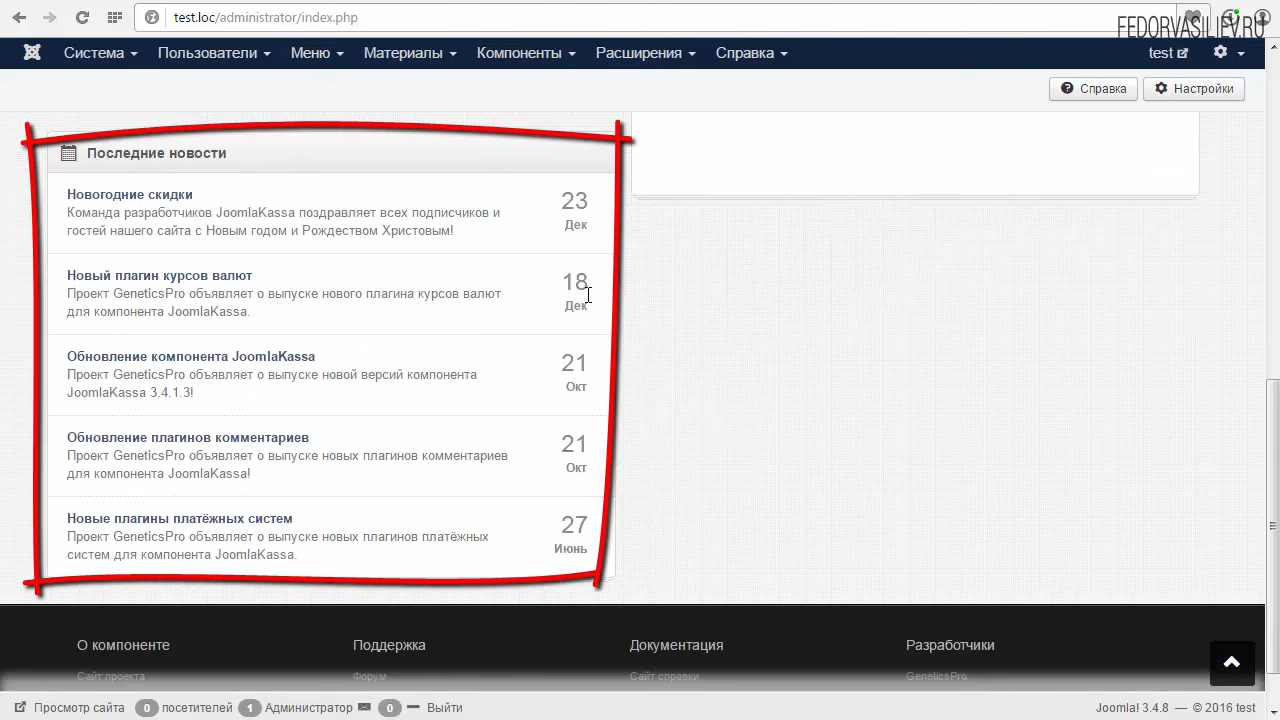 test.loc/administrator/index.php
FEDORVASILIEV.RU
Система Пользователи Меню Материалы Компоненты Расширения Справка test
Справка Настройки
Последние новости
Новогодние скидки
Команда разработчиков JoomlaKassa поздравляет всех подписчиков и
гостей нашего сайта с Новым годом и Рождеством Христовым!
23
Дек
Новый плагин курсов валют
Проект GeneticsPro объявляет о выпуске нового плагина курсов валют
для компонента JoomlaKassa.
18
Дек
Обновление компонента JoomlaKassa
Проект GeneticsPro объявляет о выпуске новой версий компонента
JoomlaKassa 3.4.1.3!
21
Окт
Обновление плагинов комментариев
Проект GeneticsPro объявляет о выпуске новых плагинов комментариев
для компонента JoomlaKassa!
21
Окт
Новые плагины платёжных систем
Проект GeneticsPro объявляет о выпуске новых плагинов платёжных
систем для компонента JoomlaKassa.
27
Июнь
О компоненте Поддержка Документация Разработчики
Сайт проекта Форум Сайт справки GeneticsPro
Просмотр сайта 0 посетителей 1 Администратор 0 Выйти Joomla! 3.4.8 — © 2016 test